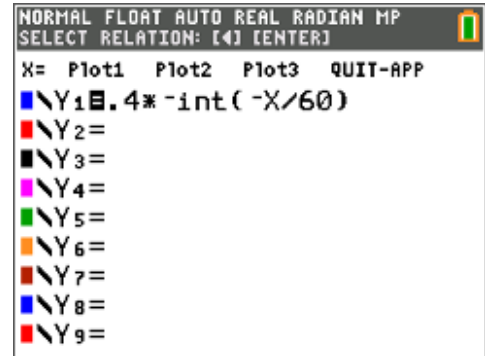 NORMAL FLOAT AUTO REAL RADIAN MP
SELECT RELATION: [◀] [ENTER]
X= Plot1 Plot2 Plot3 QUIT-APP
\Y₁=.4*⁻int(⁻X/60)
\Y₂=
\Y₃=
\Y₄=
\Y₅=
\Y₆=
\Y₇=
\Y₈=
\Y₉=